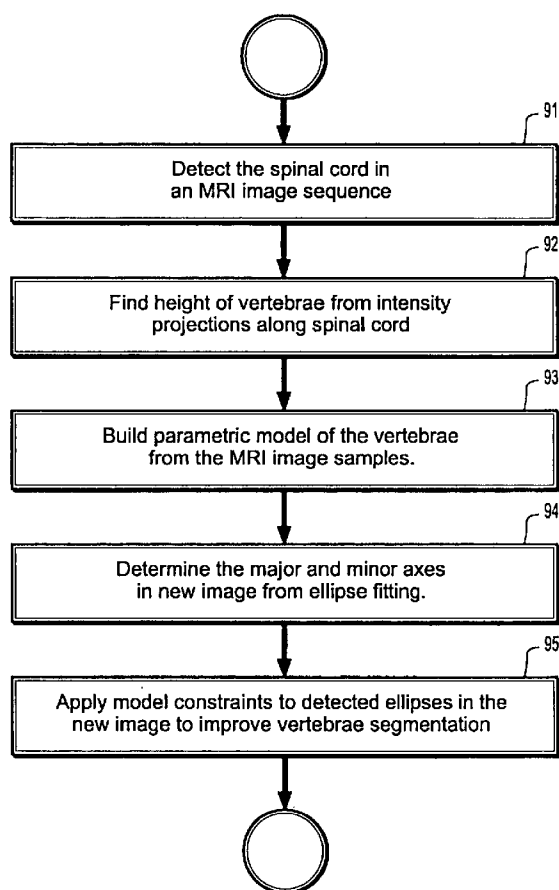 91
Detect the spinal cord in
an MRI image sequence
92
Find height of vertebrae from intensity
projections along spinal cord
93
Build parametric model of the vertebrae
from the MRI image samples.
94
Determine the major and minor axes
in new image from ellipse fitting.
95
Apply model constraints to detected ellipses in the
new image to improve vertebrae segmentation